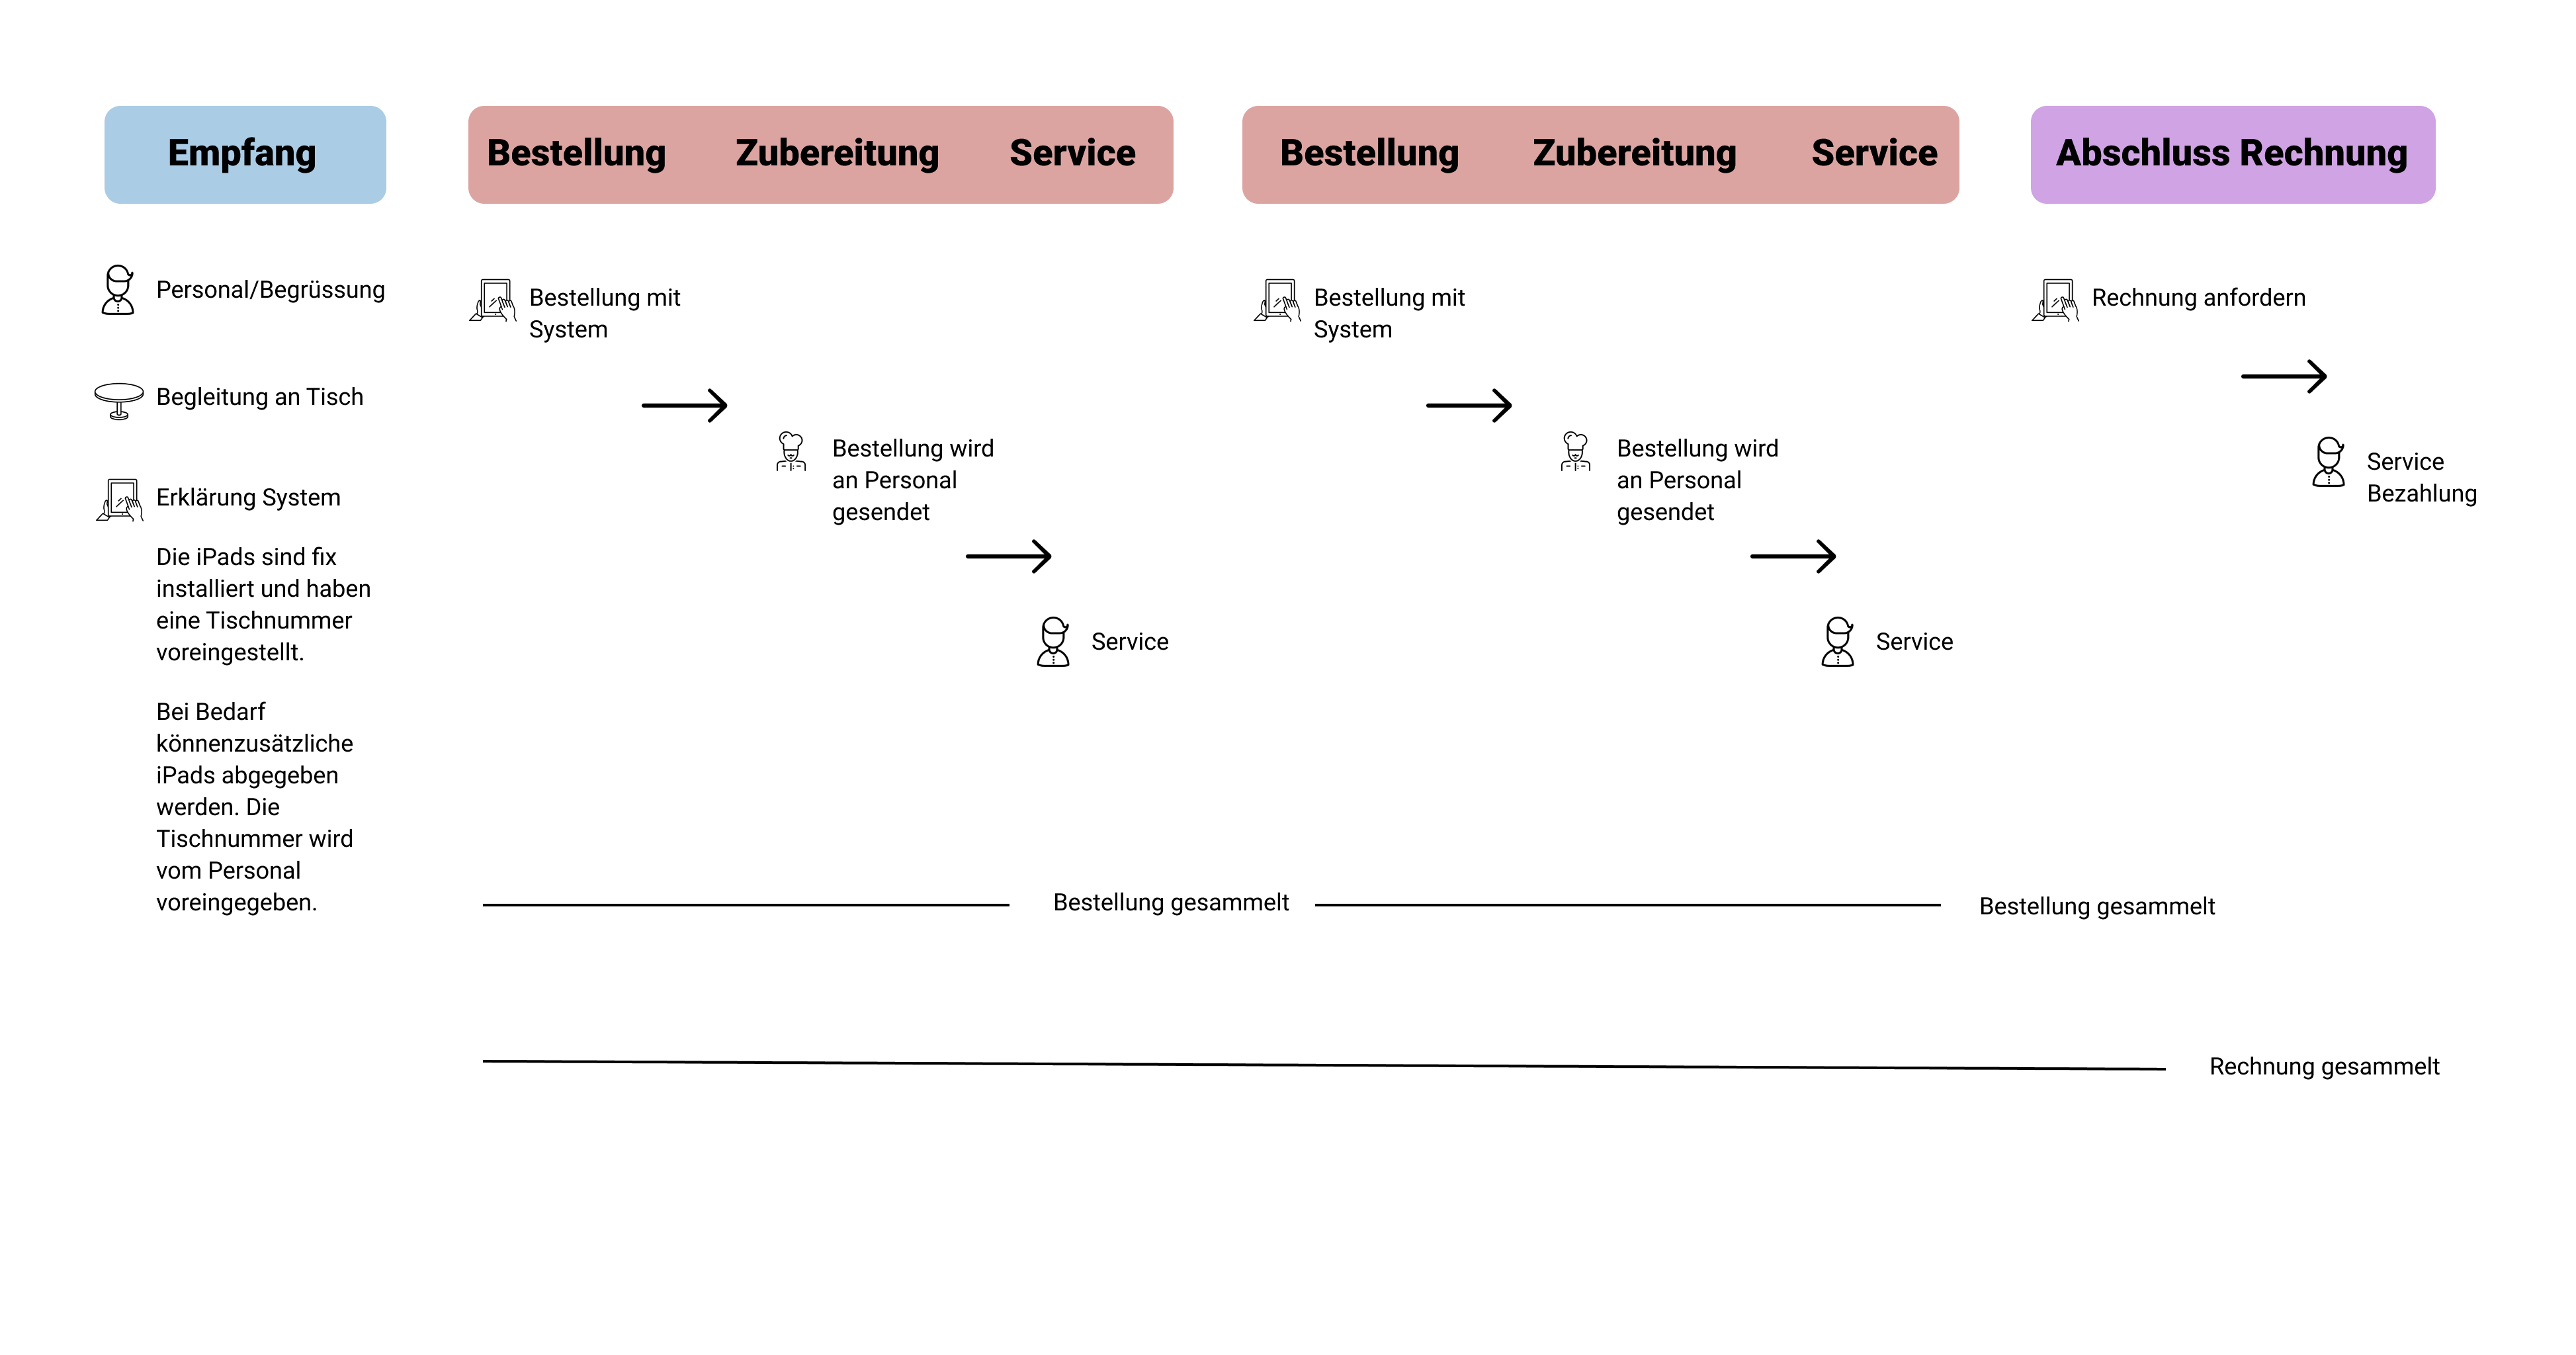 Empfang
Bestellung Zubereitung Service
Bestellung Zubereitung Service
Abschluss Rechnung
Personal/Begrüssung
Begleitung an Tisch
Erklärung System
Die iPads sind fix
installiert und haben
eine Tischnummer
voreingestellt.
Bei Bedarf
könnenzusätzliche
iPads abgegeben
werden. Die
Tischnummer wird
vom Personal
voreingegeben.
Bestellung mit
System
Bestellung wird
an Personal
gesendet
Service
Bestellung mit
System
Bestellung wird
an Personal
gesendet
Service
Rechnung anfordern
Service
Bezahlung
Bestellung gesammelt
Bestellung gesammelt
Rechnung gesammelt